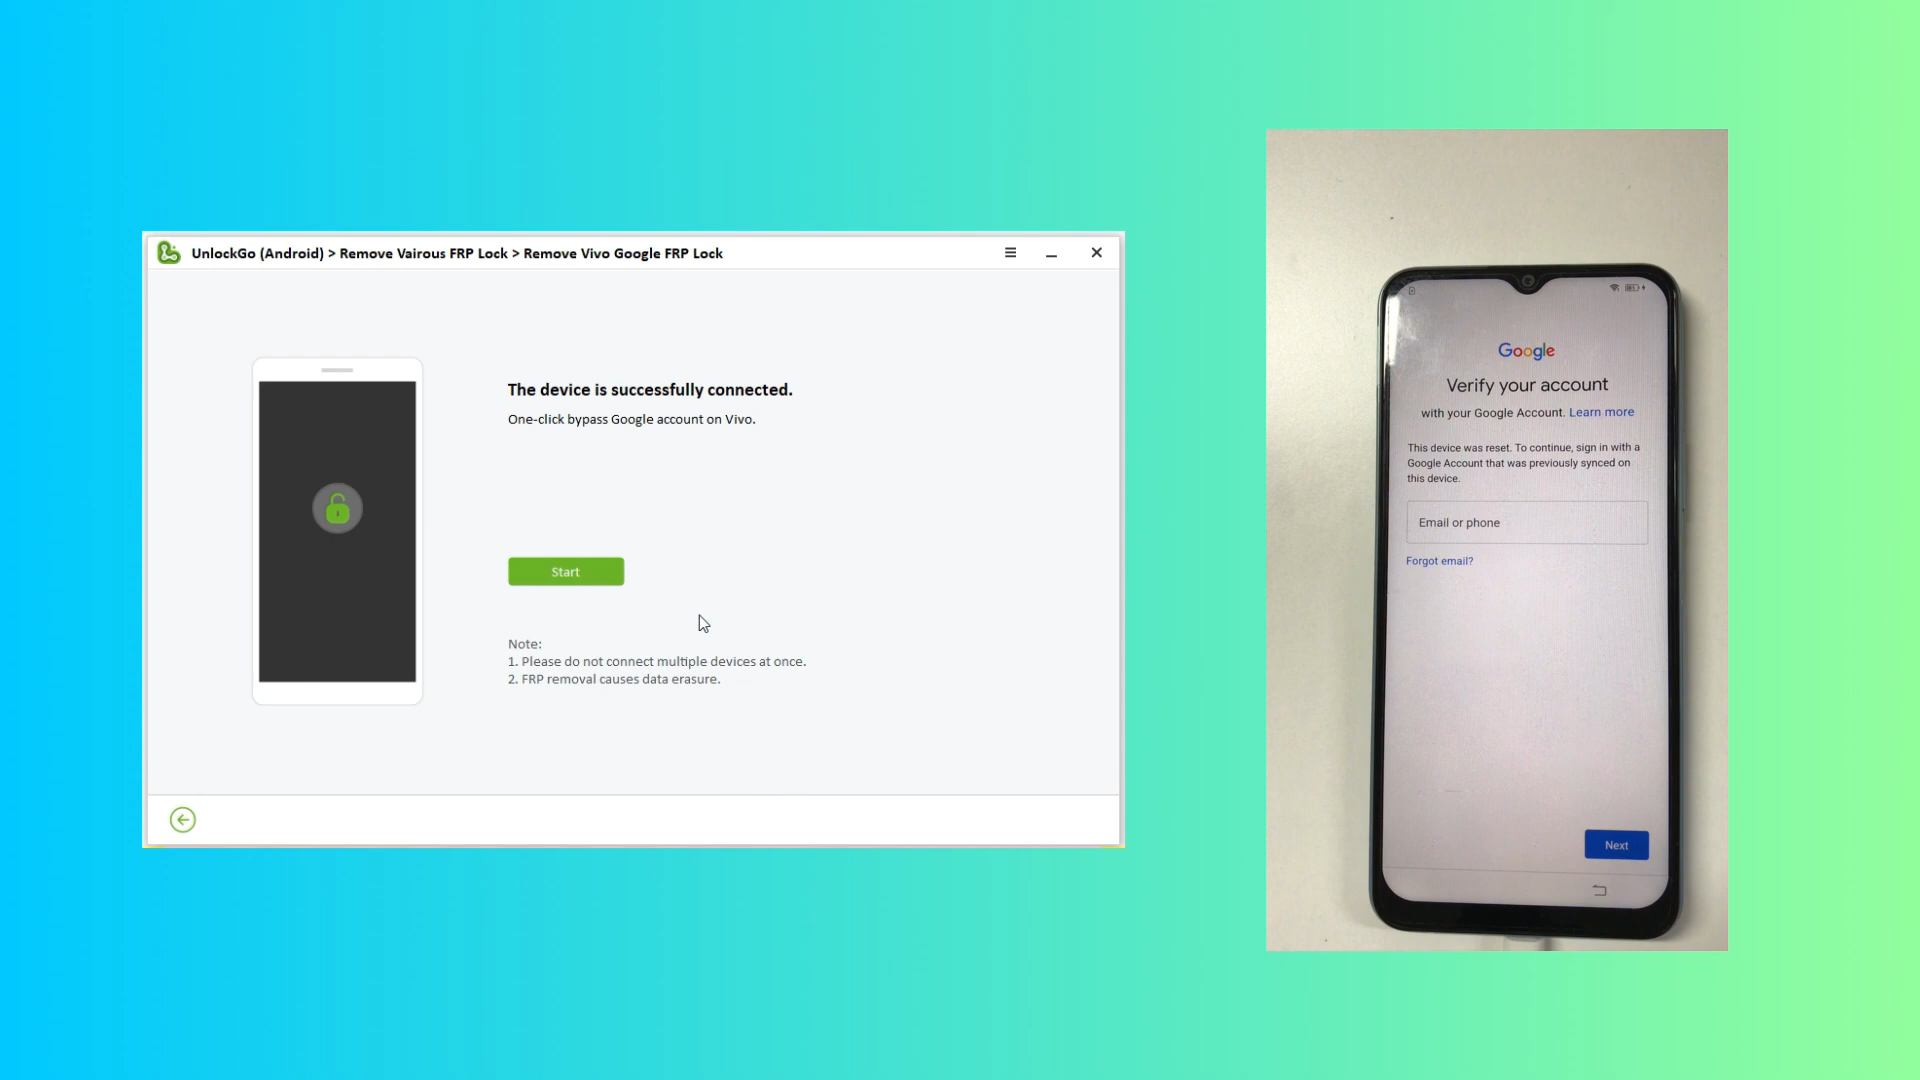 UnlockGo (Android) > Remove Vairous FRP Lock > Remove Vivo Google FRP Lock
The device is successfully connected.
One-click bypass Google account on Vivo.
Start
Note:
1. Please do not connect multiple devices at once.
2. FRP removal causes data erasure.
Google
Verify your account
with your Google Account. Learn more
This device was reset. To continue, sign in with a
Google Account that was previously synced on
this device.
Email or phone
Forgot email?
Next